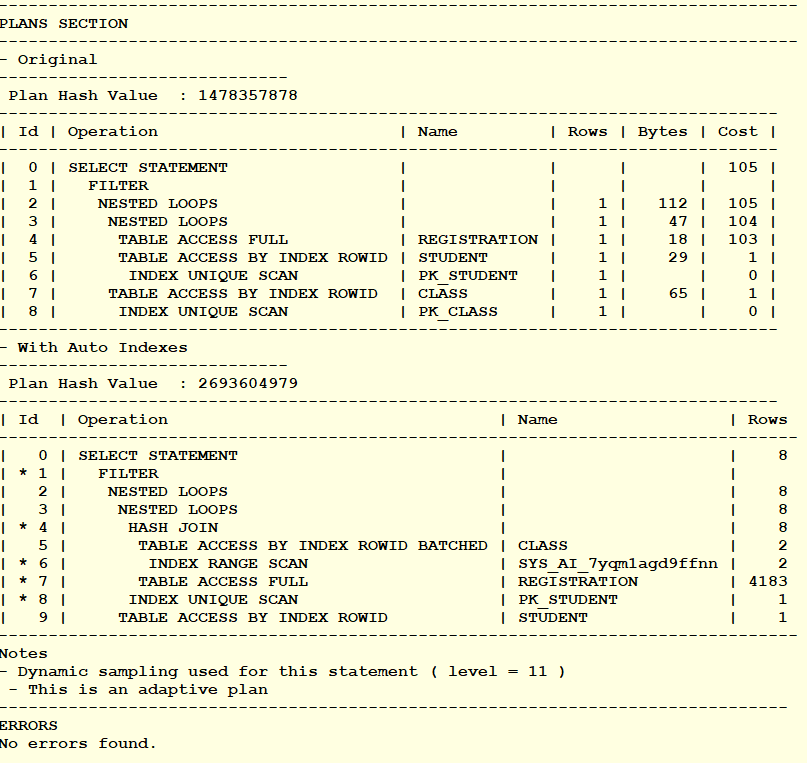 --------------------------------------------------------------------------------
PLANS SECTION
--------------------------------------------------------------------------------
- Original
-----------------------------
 Plan Hash Value  : 1478357878
------------------------------------------------------------------------------
| Id | Operation                        | Name         | Rows | Bytes | Cost |
------------------------------------------------------------------------------
|  0 | SELECT STATEMENT                 |              |      |       |  105 |
|  1 |   FILTER                         |              |      |       |      |
|  2 |    NESTED LOOPS                  |              |    1 |   112 |  105 |
|  3 |     NESTED LOOPS                 |              |    1 |    47 |  104 |
|  4 |      TABLE ACCESS FULL           | REGISTRATION |    1 |    18 |  103 |
|  5 |      TABLE ACCESS BY INDEX ROWID | STUDENT      |    1 |    29 |    1 |
|  6 |       INDEX UNIQUE SCAN          | PK_STUDENT   |    1 |       |    0 |
|  7 |     TABLE ACCESS BY INDEX ROWID  | CLASS        |    1 |    65 |    1 |
|  8 |      INDEX UNIQUE SCAN           | PK_CLASS     |    1 |       |    0 |
------------------------------------------------------------------------------
- With Auto Indexes
-----------------------------
 Plan Hash Value  : 2693604979
------------------------------------------------------------------------------
| Id  | Operation                                 | Name                 | Rows
--------------------------------------------------------------------------------
|   0 | SELECT STATEMENT                          |                      |    8
| * 1 |   FILTER                                  |                      |
|   2 |    NESTED LOOPS                           |                      |    8
|   3 |     NESTED LOOPS                          |                      |    8
| * 4 |      HASH JOIN                            |                      |    8
|   5 |       TABLE ACCESS BY INDEX ROWID BATCHED | CLASS                |    2
| * 6 |        INDEX RANGE SCAN                   | SYS_AI_7yqm1agd9ffnn |    2
| * 7 |       TABLE ACCESS FULL                   | REGISTRATION         | 4183
| * 8 |      INDEX UNIQUE SCAN                    | PK_STUDENT           |    1
|   9 |     TABLE ACCESS BY INDEX ROWID           | STUDENT              |    1
--------------------------------------------------------------------------------
Notes
- Dynamic sampling used for this statement ( level = 11 )
 - This is an adaptive plan
-------------------------------------------------------------------------------
ERRORS
No errors found.